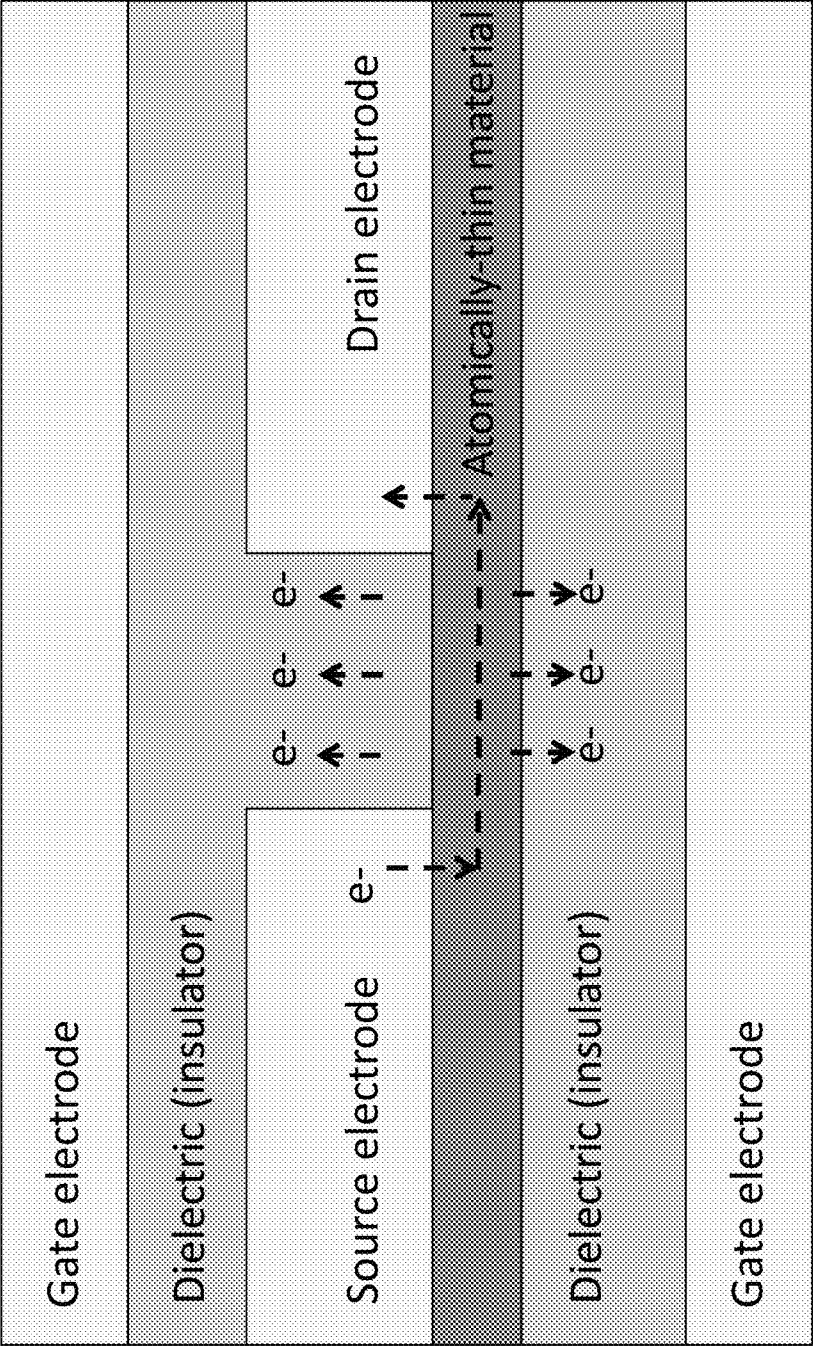 Gate electrode
Dielectric (insulator)
e- e- e-
Source electrode
e-
Drain electrode
Atomically-thin material
e- e- e-
Dielectric (insulator)
Gate electrode